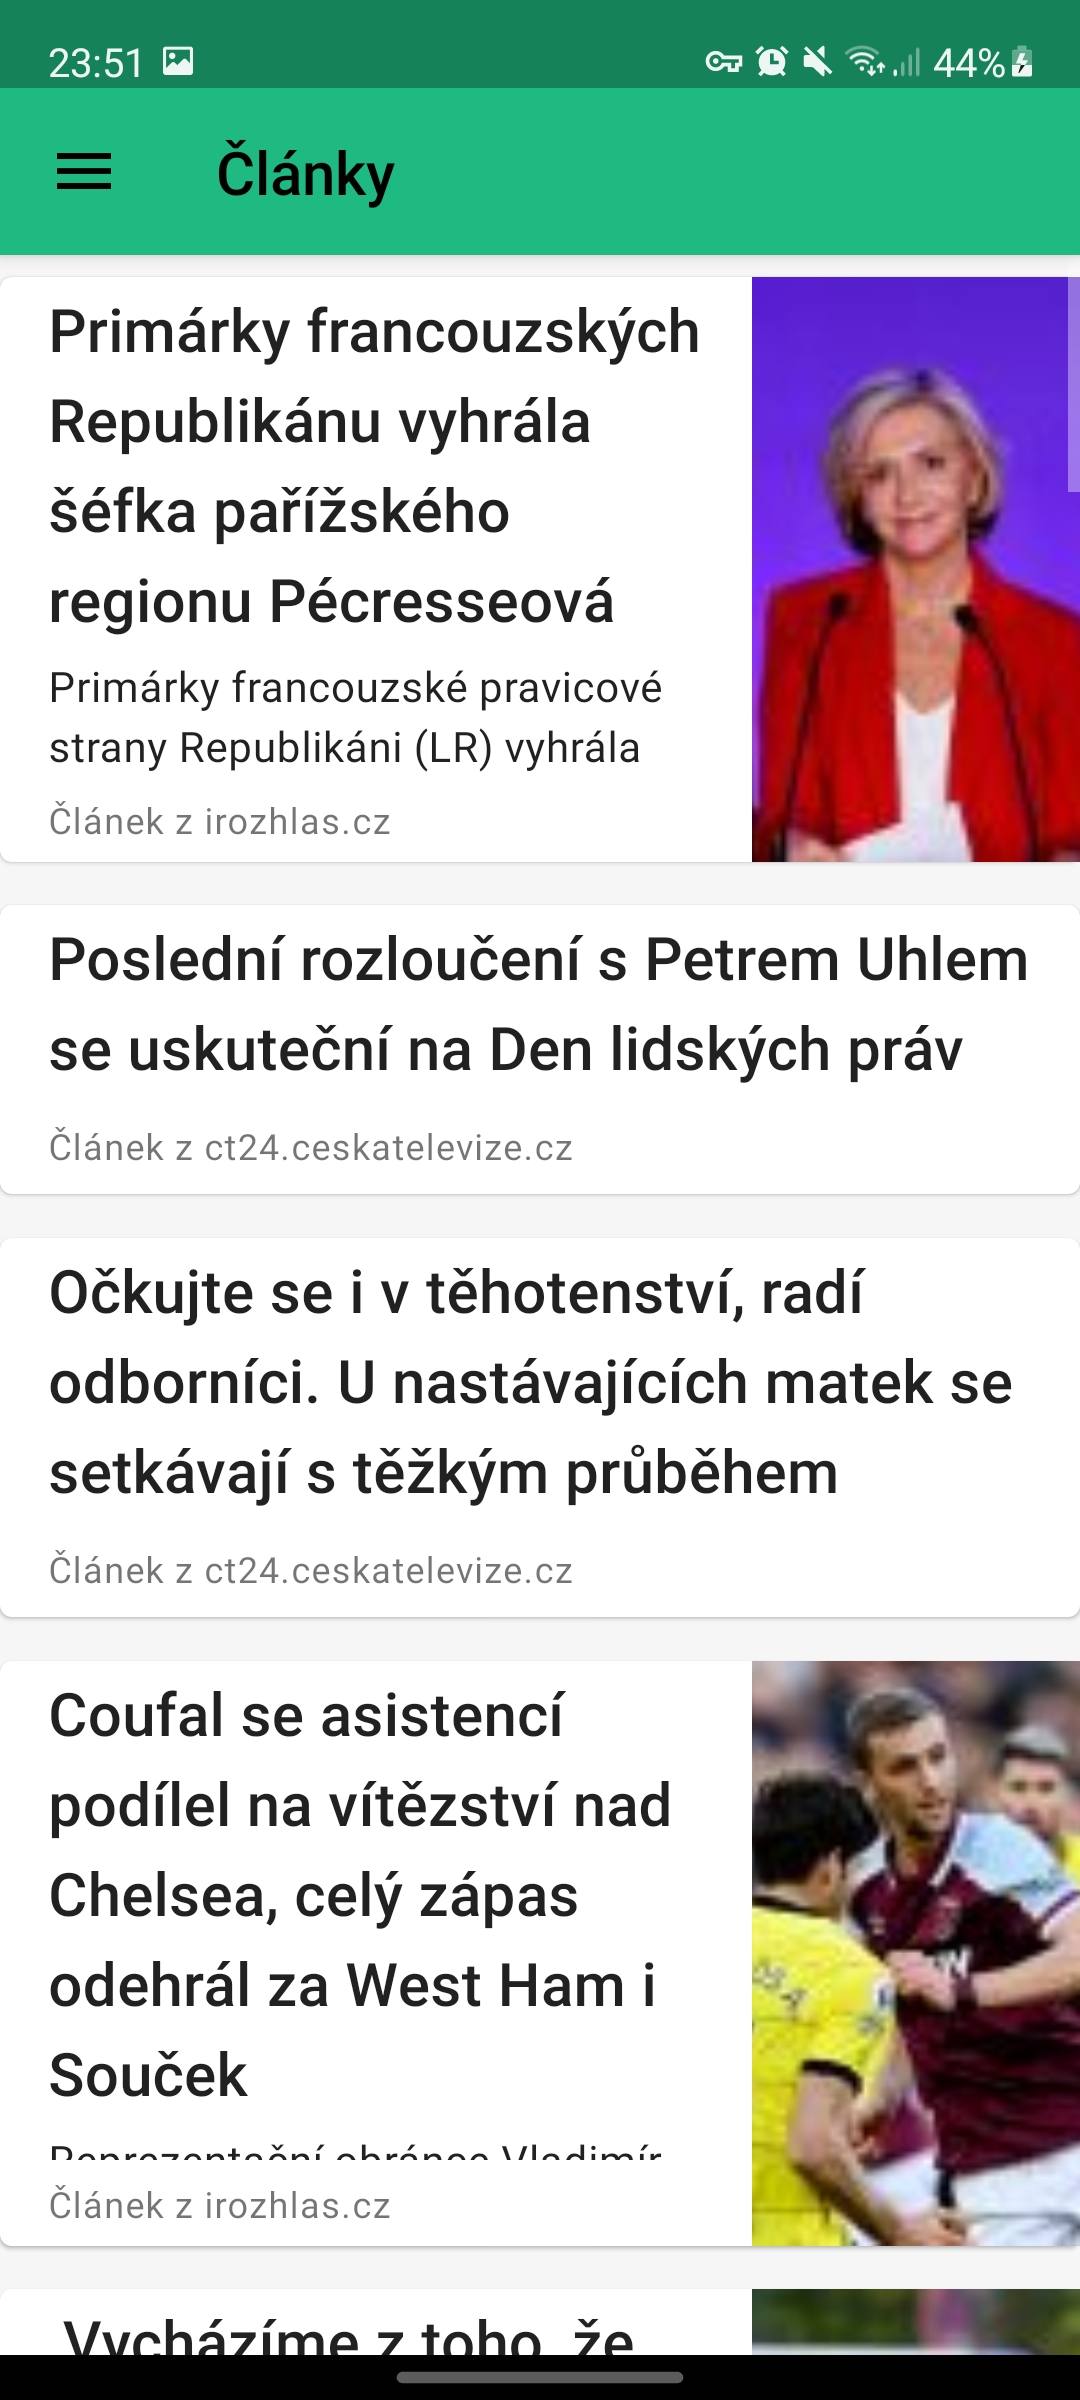 23:51
44%
Články
Primárky francouzských
Republikánu vyhrála
šéfka pařížského
regionu Pécresseová
Primárky francouzské pravicové
strany Republikáni (LR) vyhrála
Článek z irozhlas.cz
Poslední rozloučení s Petrem Uhlem
se uskuteční na Den lidských práv
Článek z ct24.ceskatelevize.cz
Očkujte se i v těhotenství, radí
odborníci. U nastávajících matek se
setkávají s těžkým průběhem
Článek z ct24.ceskatelevize.cz
Coufal se asistencí
podílel na vítězství nad
Chelsea, celý zápas
odehrál za West Ham i
Souček
Reprezentační obránce Vladimír
Článek z irozhlas.cz
Vycházíme z toho, že